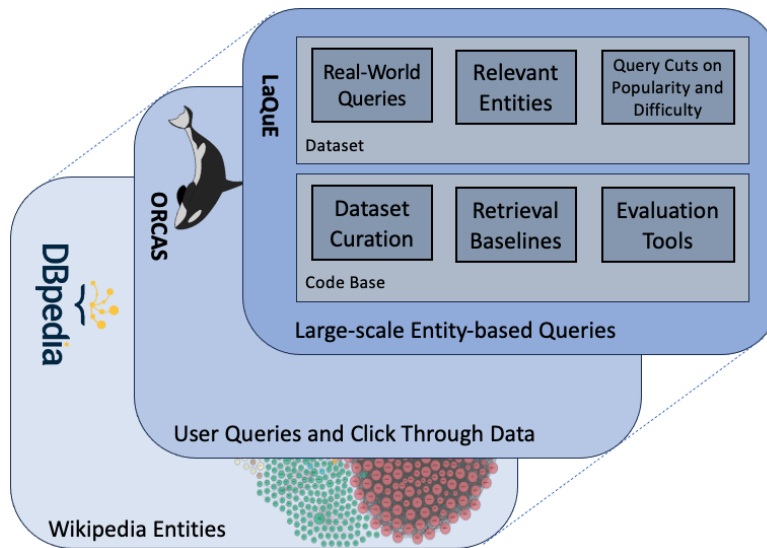 LaQuE
Real-World
Queries
Relevant
Entities
Query Cuts on
Popularity and
Difficulty
Dataset
Dataset
Curation
Retrieval
Baselines
Evaluation
Tools
Code Base
Large-scale Entity-based Queries
ORCAS
User Queries and Click Through Data
DBpedia
Wikipedia Entities